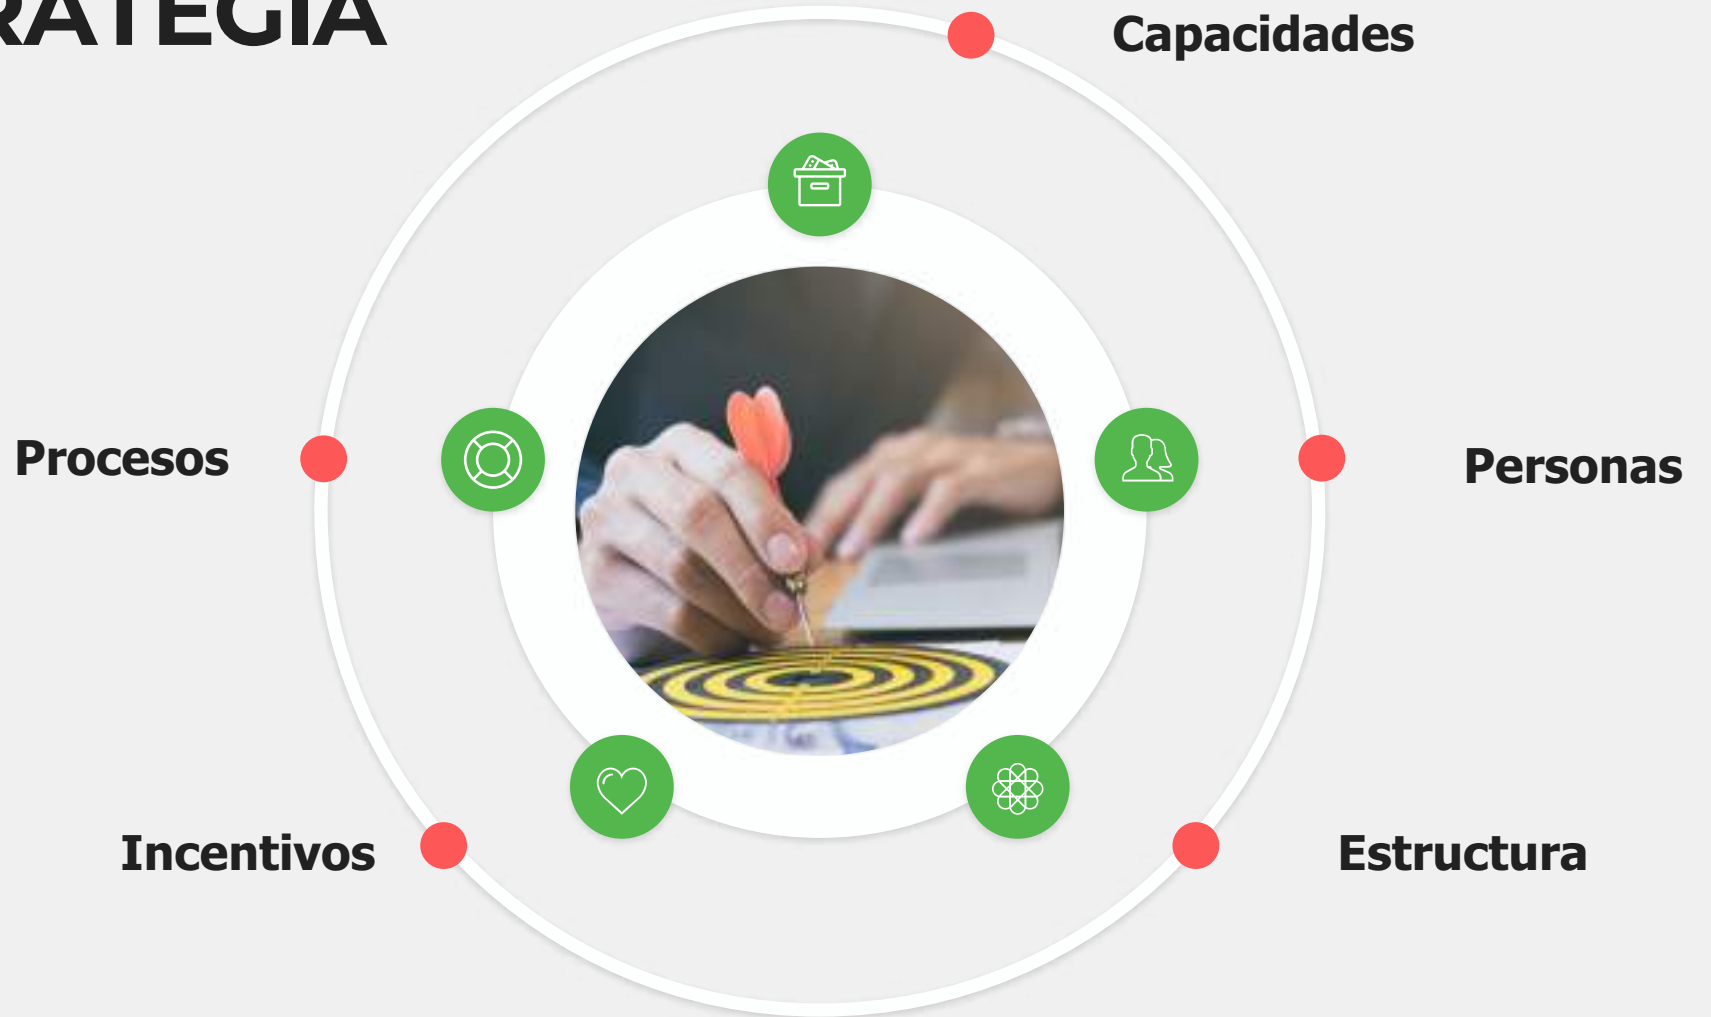 RATEGIA
Capacidades
Procesos
Personas
Incentivos
Estructura